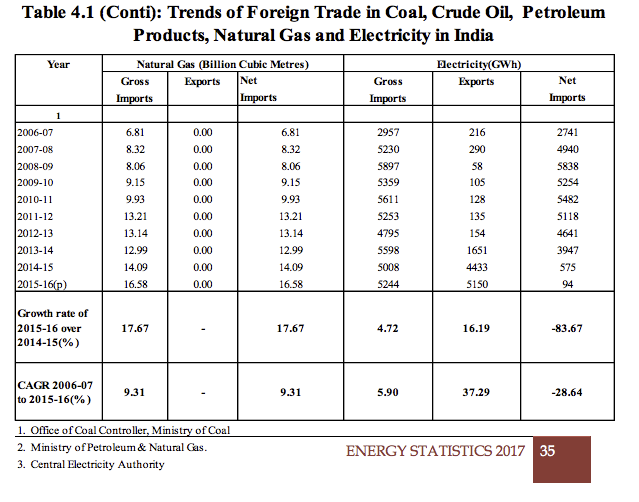 Table 4.1 (Conti): Trends of Foreign Trade in Coal, Crude Oil, Petroleum
Products, Natural Gas and Electricity in India
Year Natural Gas (Billion Cubic Metres) Electricity(GWh)
Gross Imports Exports Net Imports Gross Imports Exports Net Imports
1
2006-07 6.81 0.00 6.81 2957 216 2741
2007-08 8.32 0.00 8.32 5230 290 4940
2008-09 8.06 0.00 8.06 5897 58 5838
2009-10 9.15 0.00 9.15 5359 105 5254
2010-11 9.93 0.00 9.93 5611 128 5482
2011-12 13.21 0.00 13.21 5253 135 5118
2012-13 13.14 0.00 13.14 4795 154 4641
2013-14 12.99 0.00 12.99 5598 1651 3947
2014-15 14.09 0.00 14.09 5008 4433 575
2015-16(p) 16.58 0.00 16.58 5244 5150 94
Growth rate of
2015-16 over 17.67 - 17.67 4.72 16.19 -83.67
2014-15(%)
CAGR 2006-07 9.31 - 9.31 5.90 37.29 -28.64
to 2015-16(%)
1. Office of Coal Controller, Ministry of Coal
2. Ministry of Petroleum & Natural Gas.
3. Central Electricity Authority
ENERGY STATISTICS 2017 35